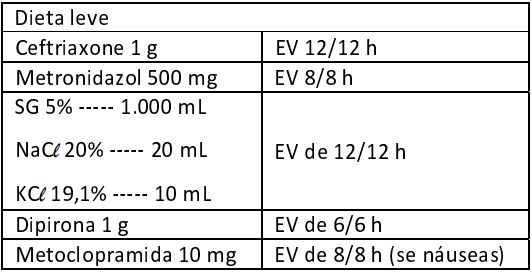 Dieta leve
Ceftriaxone 1 g EV 12/12 h
Metronidazol 500 mg EV 8/8 h
SG 5% ----- 1.000 mL
NaCℓ 20% ----- 20 mL EV de 12/12 h
KCℓ 19,1% ----- 10 mL
Dipirona 1 g EV de 6/6 h
Metoclopramida 10 mg EV de 8/8 h (se náuseas)